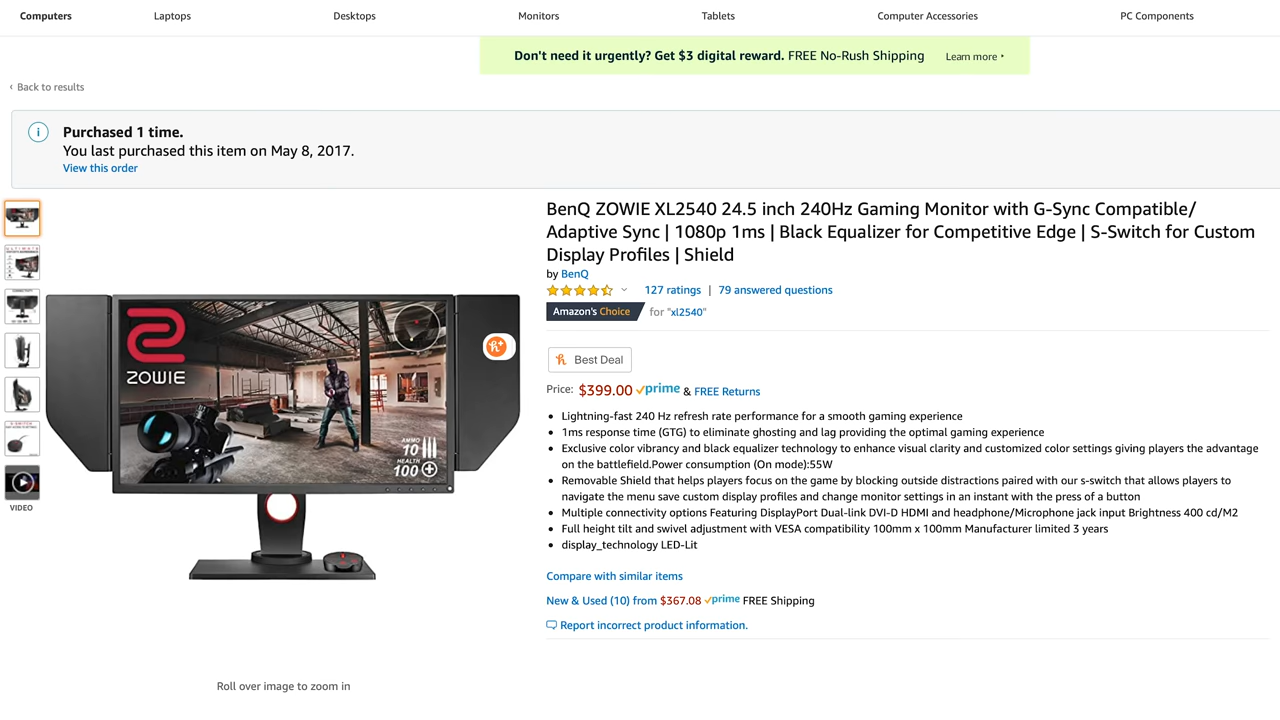 Computers
Laptops
Desktops
Monitors
Tablets
Computer Accessories
PC Components
Don't need it urgently? Get $3 digital reward. FREE No-Rush Shipping Learn more ▸
‹ Back to results
i
Purchased 1 time.
You last purchased this item on May 8, 2017.
View this order
VIDEO
ZOWIE
AMMO
10
HEALTH
100
Roll over image to zoom in
BenQ ZOWIE XL2540 24.5 inch 240Hz Gaming Monitor with G-Sync Compatible/
Adaptive Sync | 1080p 1ms | Black Equalizer for Competitive Edge | S-Switch for Custom
Display Profiles | Shield
by BenQ
127 ratings | 79 answered questions
Amazon's Choice for "xl2540"
Best Deal
Price: $399.00 prime & FREE Returns
• Lightning-fast 240 Hz refresh rate performance for a smooth gaming experience
• 1ms response time (GTG) to eliminate ghosting and lag providing the optimal gaming experience
• Exclusive color vibrancy and black equalizer technology to enhance visual clarity and customized color settings giving players the advantage
on the battlefield.Power consumption (On mode):55W
• Removable Shield that helps players focus on the game by blocking outside distractions paired with our s-switch that allows players to
navigate the menu save custom display profiles and change monitor settings in an instant with the press of a button
• Multiple connectivity options Featuring DisplayPort Dual-link DVI-D HDMI and headphone/Microphone jack input Brightness 400 cd/M2
• Full height tilt and swivel adjustment with VESA compatibility 100mm x 100mm Manufacturer limited 3 years
• display_technology LED-Lit
Compare with similar items
New & Used (10) from $367.08 prime FREE Shipping
Report incorrect product information.